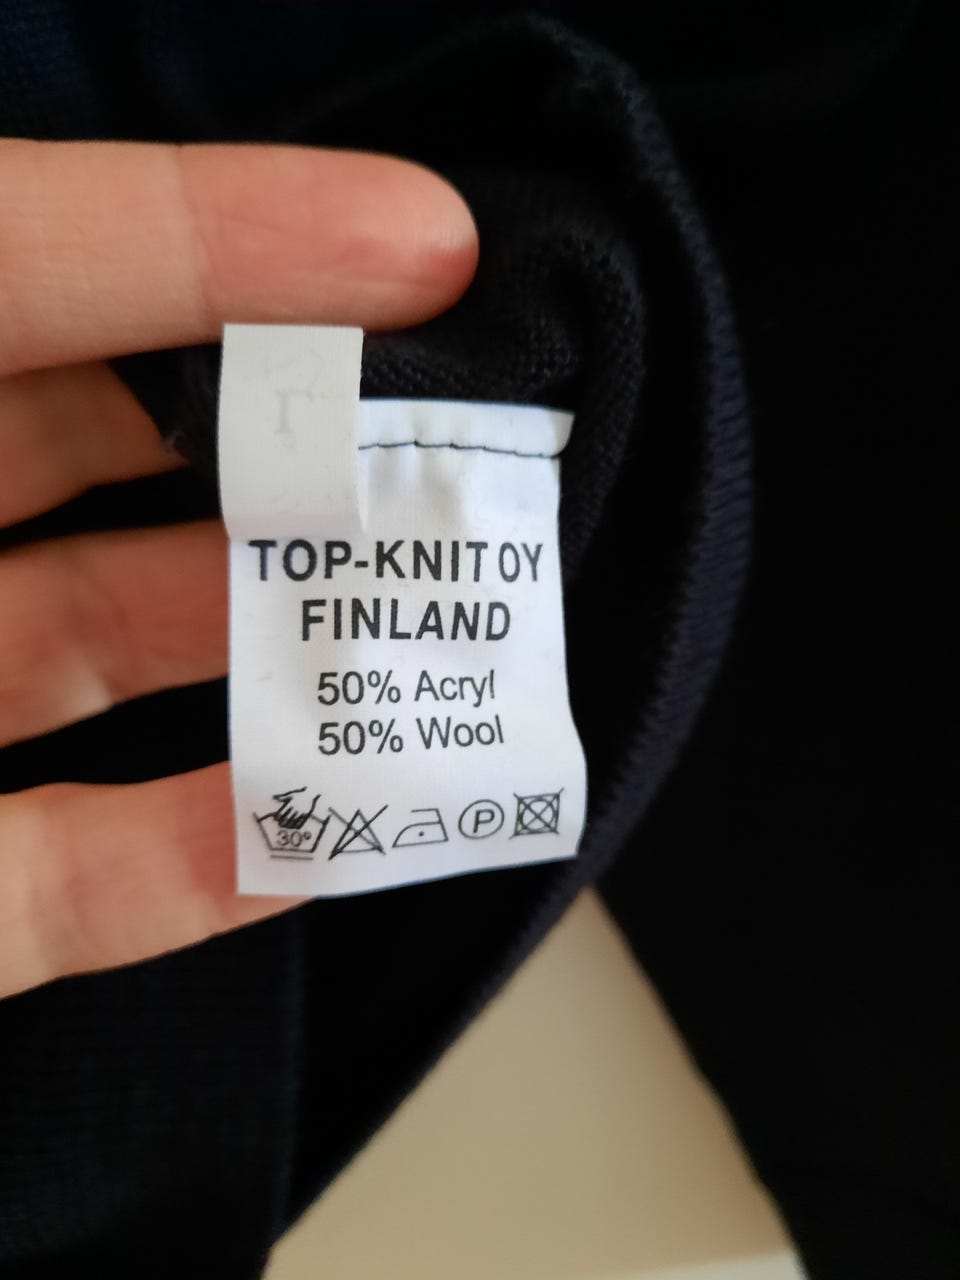 TOP-KNIT OY
FINLAND
50% Acryl
50% Wool
30°
P